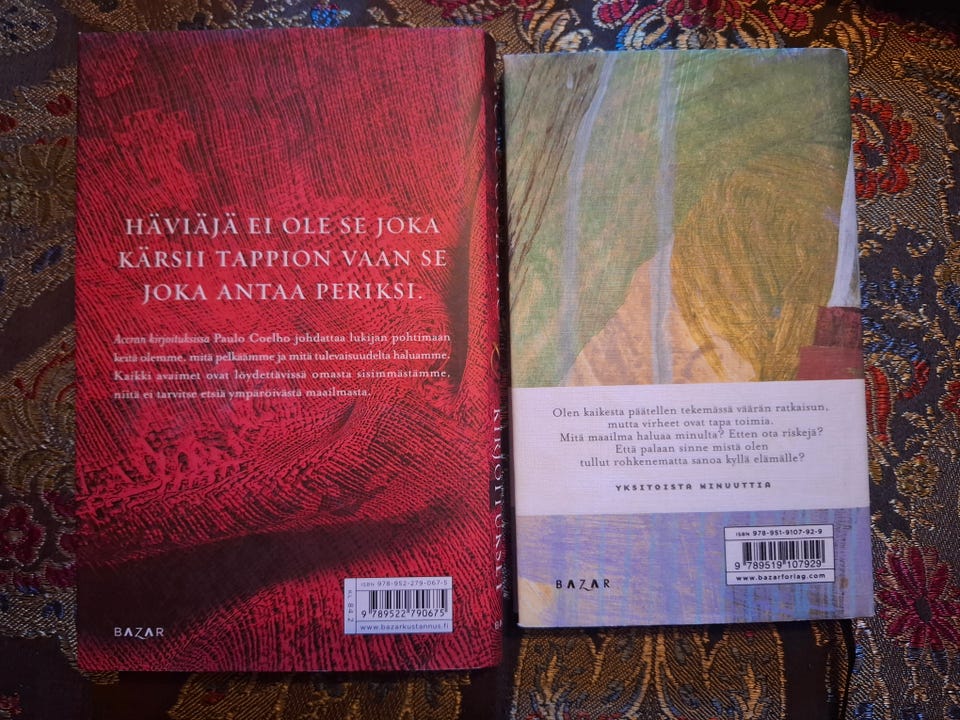 HÄVIÄJÄ EI OLE SE JOKA
KÄRSII TAPPION VAAN SE
JOKA ANTAA PERIKSI.
Accran kirjoituksissa Paulo Coelho johdattaa lukijan pohtimaan
keitä olemme, mitä pelkäämme ja mitä tulevaisuudelta haluamme.
Kaikki avaimet ovat löydettävissä omasta sisimmästämme,
niitä ei tarvitse etsiä ympäröivästä maailmasta.
BAZAR
ISBN 978-952-279-067-5
KL 84.2
9 789522 790675
www.bazarkustannus.fi
KIRJOITUKSET
Olen kaikesta päätellen tekemässä väärän ratkaisun,
mutta virheet ovat tapa toimia.
Mitä maailma haluaa minulta? Etten ota riskejä?
Että palaan sinne mistä olen
tullut rohkenematta sanoa kyllä elämälle?
YKSITOISTA MINUUTTIA
BAZAR
ISBN 978-951-9107-92-9
9 789519 107929
www.bazarforlag.com